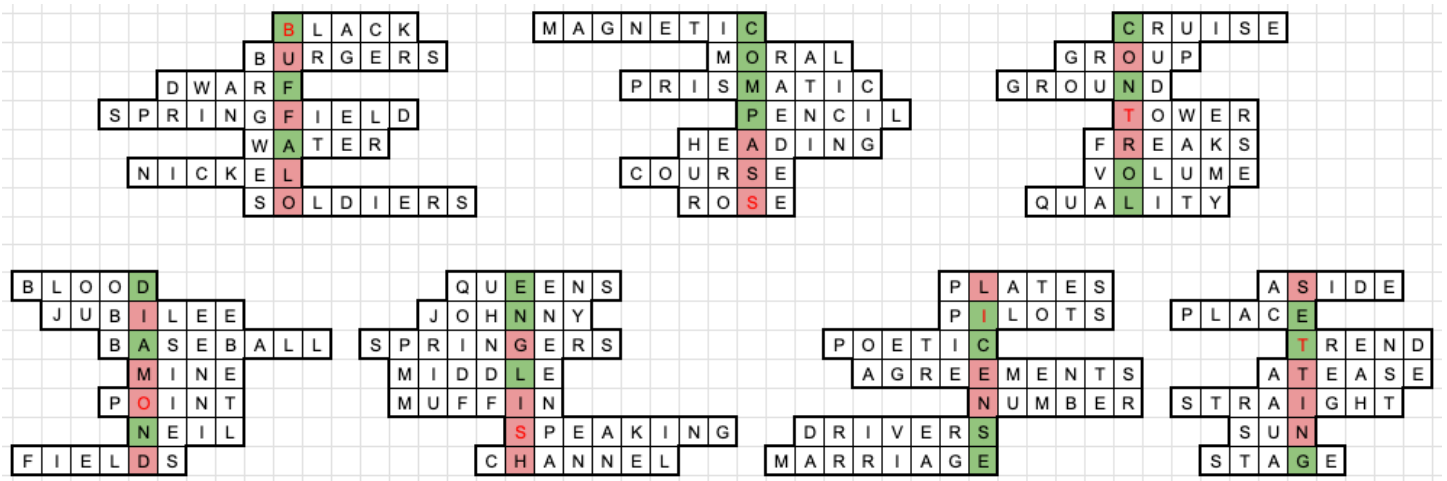 BLACK
BURGERS
DWARF
SPRINGFIELD
WATER
NICKEL
SOLDIERS
MAGNETIC
MORAL
PRISMATIC
PENCIL
HEADING
COURSE
ROSE
CRUISE
GROUP
GROUND
TOWER
FREAKS
VOLUME
QUALITY
BLOOD
JUBILEE
BASEBALL
MINE
POINT
NEIL
FIELDS
QUEENS
JOHNNY
SPRINGERS
MIDDLE
MUFFIN
SPEAKING
CHANNEL
PLATES
PILOTS
POETIC
AGREEMENTS
NUMBER
DRIVERS
MARRIAGE
ASIDE
PLACE
TREND
ATEASE
STRAIGHT
SUN
STAGE